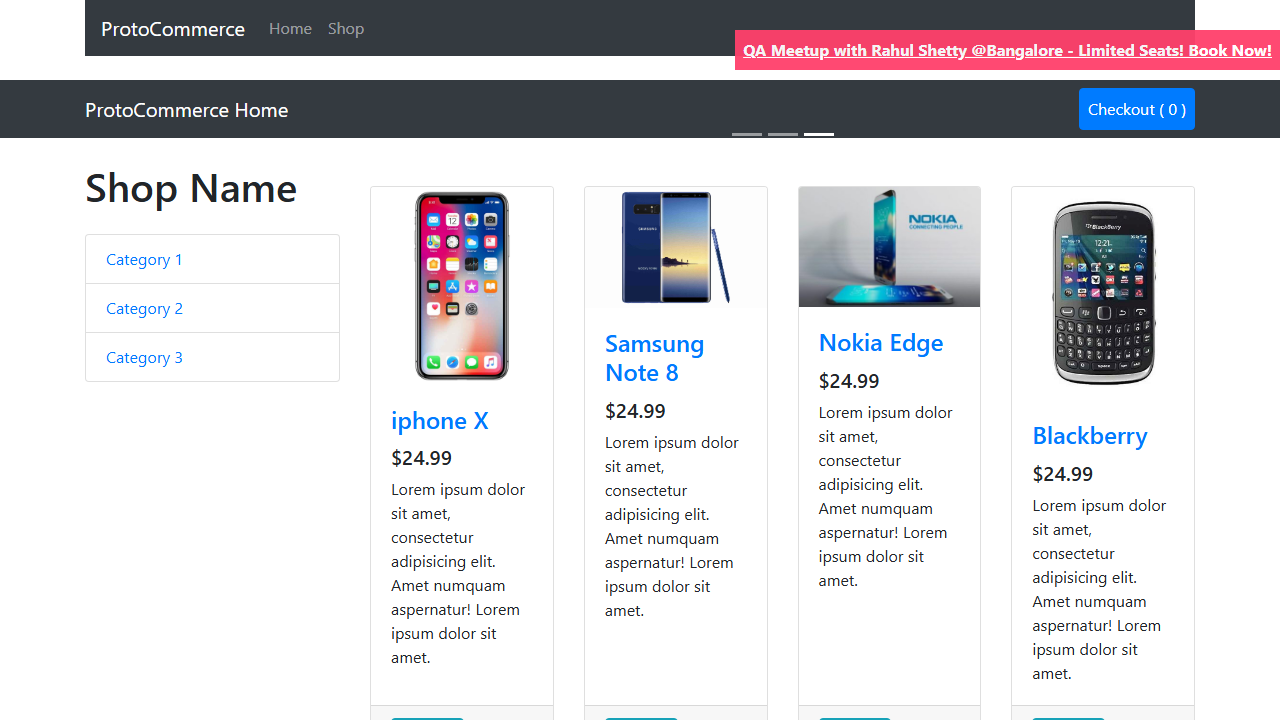 ProtoCommerce Home Shop
QA Meetup with Rahul Shetty @Bangalore - Limited Seats! Book Now!
ProtoCommerce Home
Checkout ( 0 )
Shop Name
Category 1
Category 2
Category 3
iphone X
$24.99
Lorem ipsum dolor
sit amet,
consectetur
adipisicing elit.
Amet numquam
aspernatur! Lorem
ipsum dolor sit
amet.
Samsung
Note 8
$24.99
Lorem ipsum dolor
sit amet,
consectetur
adipisicing elit.
Amet numquam
aspernatur! Lorem
ipsum dolor sit
amet.
NOKIA
CONNECTING PEOPLE
Nokia Edge
$24.99
Lorem ipsum dolor
sit amet,
consectetur
adipisicing elit.
Amet numquam
aspernatur! Lorem
ipsum dolor sit
amet.
BlackBerry
12:21
Blackberry
$24.99
Lorem ipsum dolor
sit amet,
consectetur
adipisicing elit.
Amet numquam
aspernatur! Lorem
ipsum dolor sit
amet.